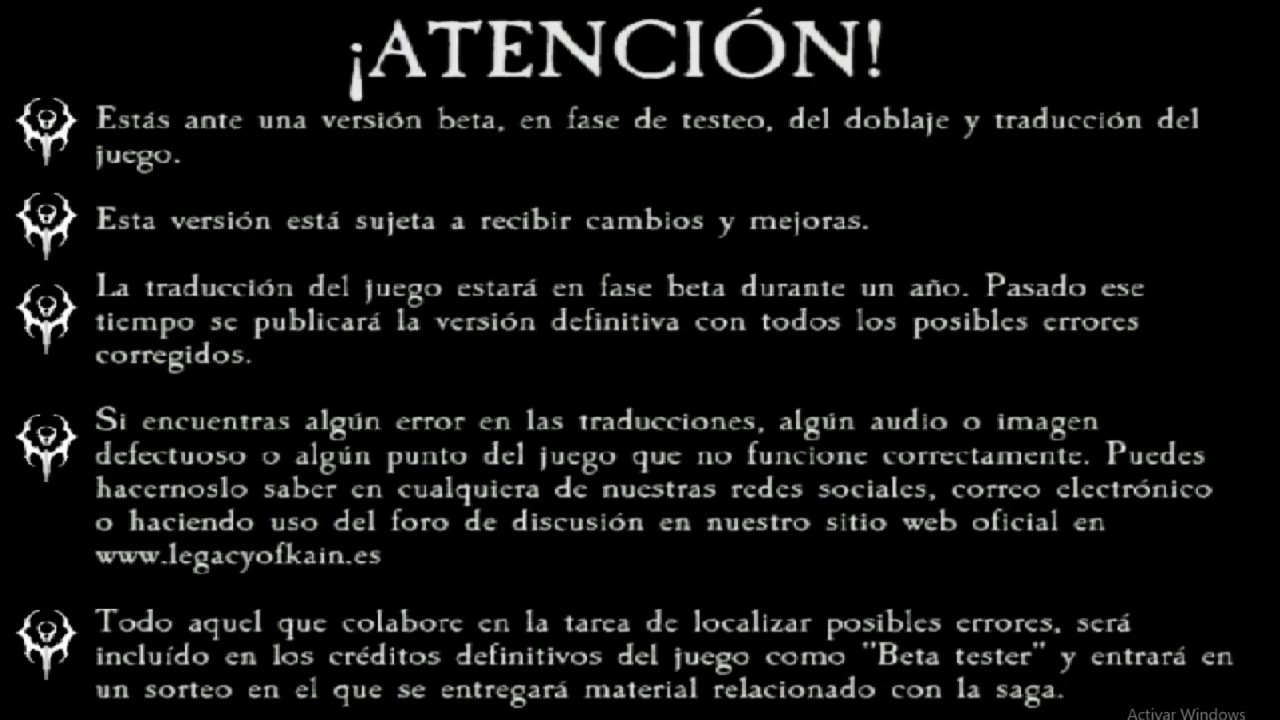 ¡ATENCIÓN!
Estás ante una versión beta, en fase de testeo, del doblaje y traducción del
juego.
Esta versión está sujeta a recibir cambios y mejoras.
La traducción del juego estará en fase beta durante un año. Pasado ese
tiempo se publicará la versión definitiva con todos los posibles errores
corregidos.
Si encuentras algún error en las traducciones, algún audio o imagen
defectuoso o algún punto del juego que no funcione correctamente. Puedes
hacernoslo saber en cualquiera de nuestras redes sociales, correo electrónico
o haciendo uso del foro de discusión en nuestro sitio web oficial en
www.legacyofkain.es
Todo aquel que colabore en la tarea de localizar posibles errores, será
incluído en los créditos definitivos del juego como "Beta tester" y entrará en
un sorteo en el que se entregará material relacionado con la saga.
Activar Windows